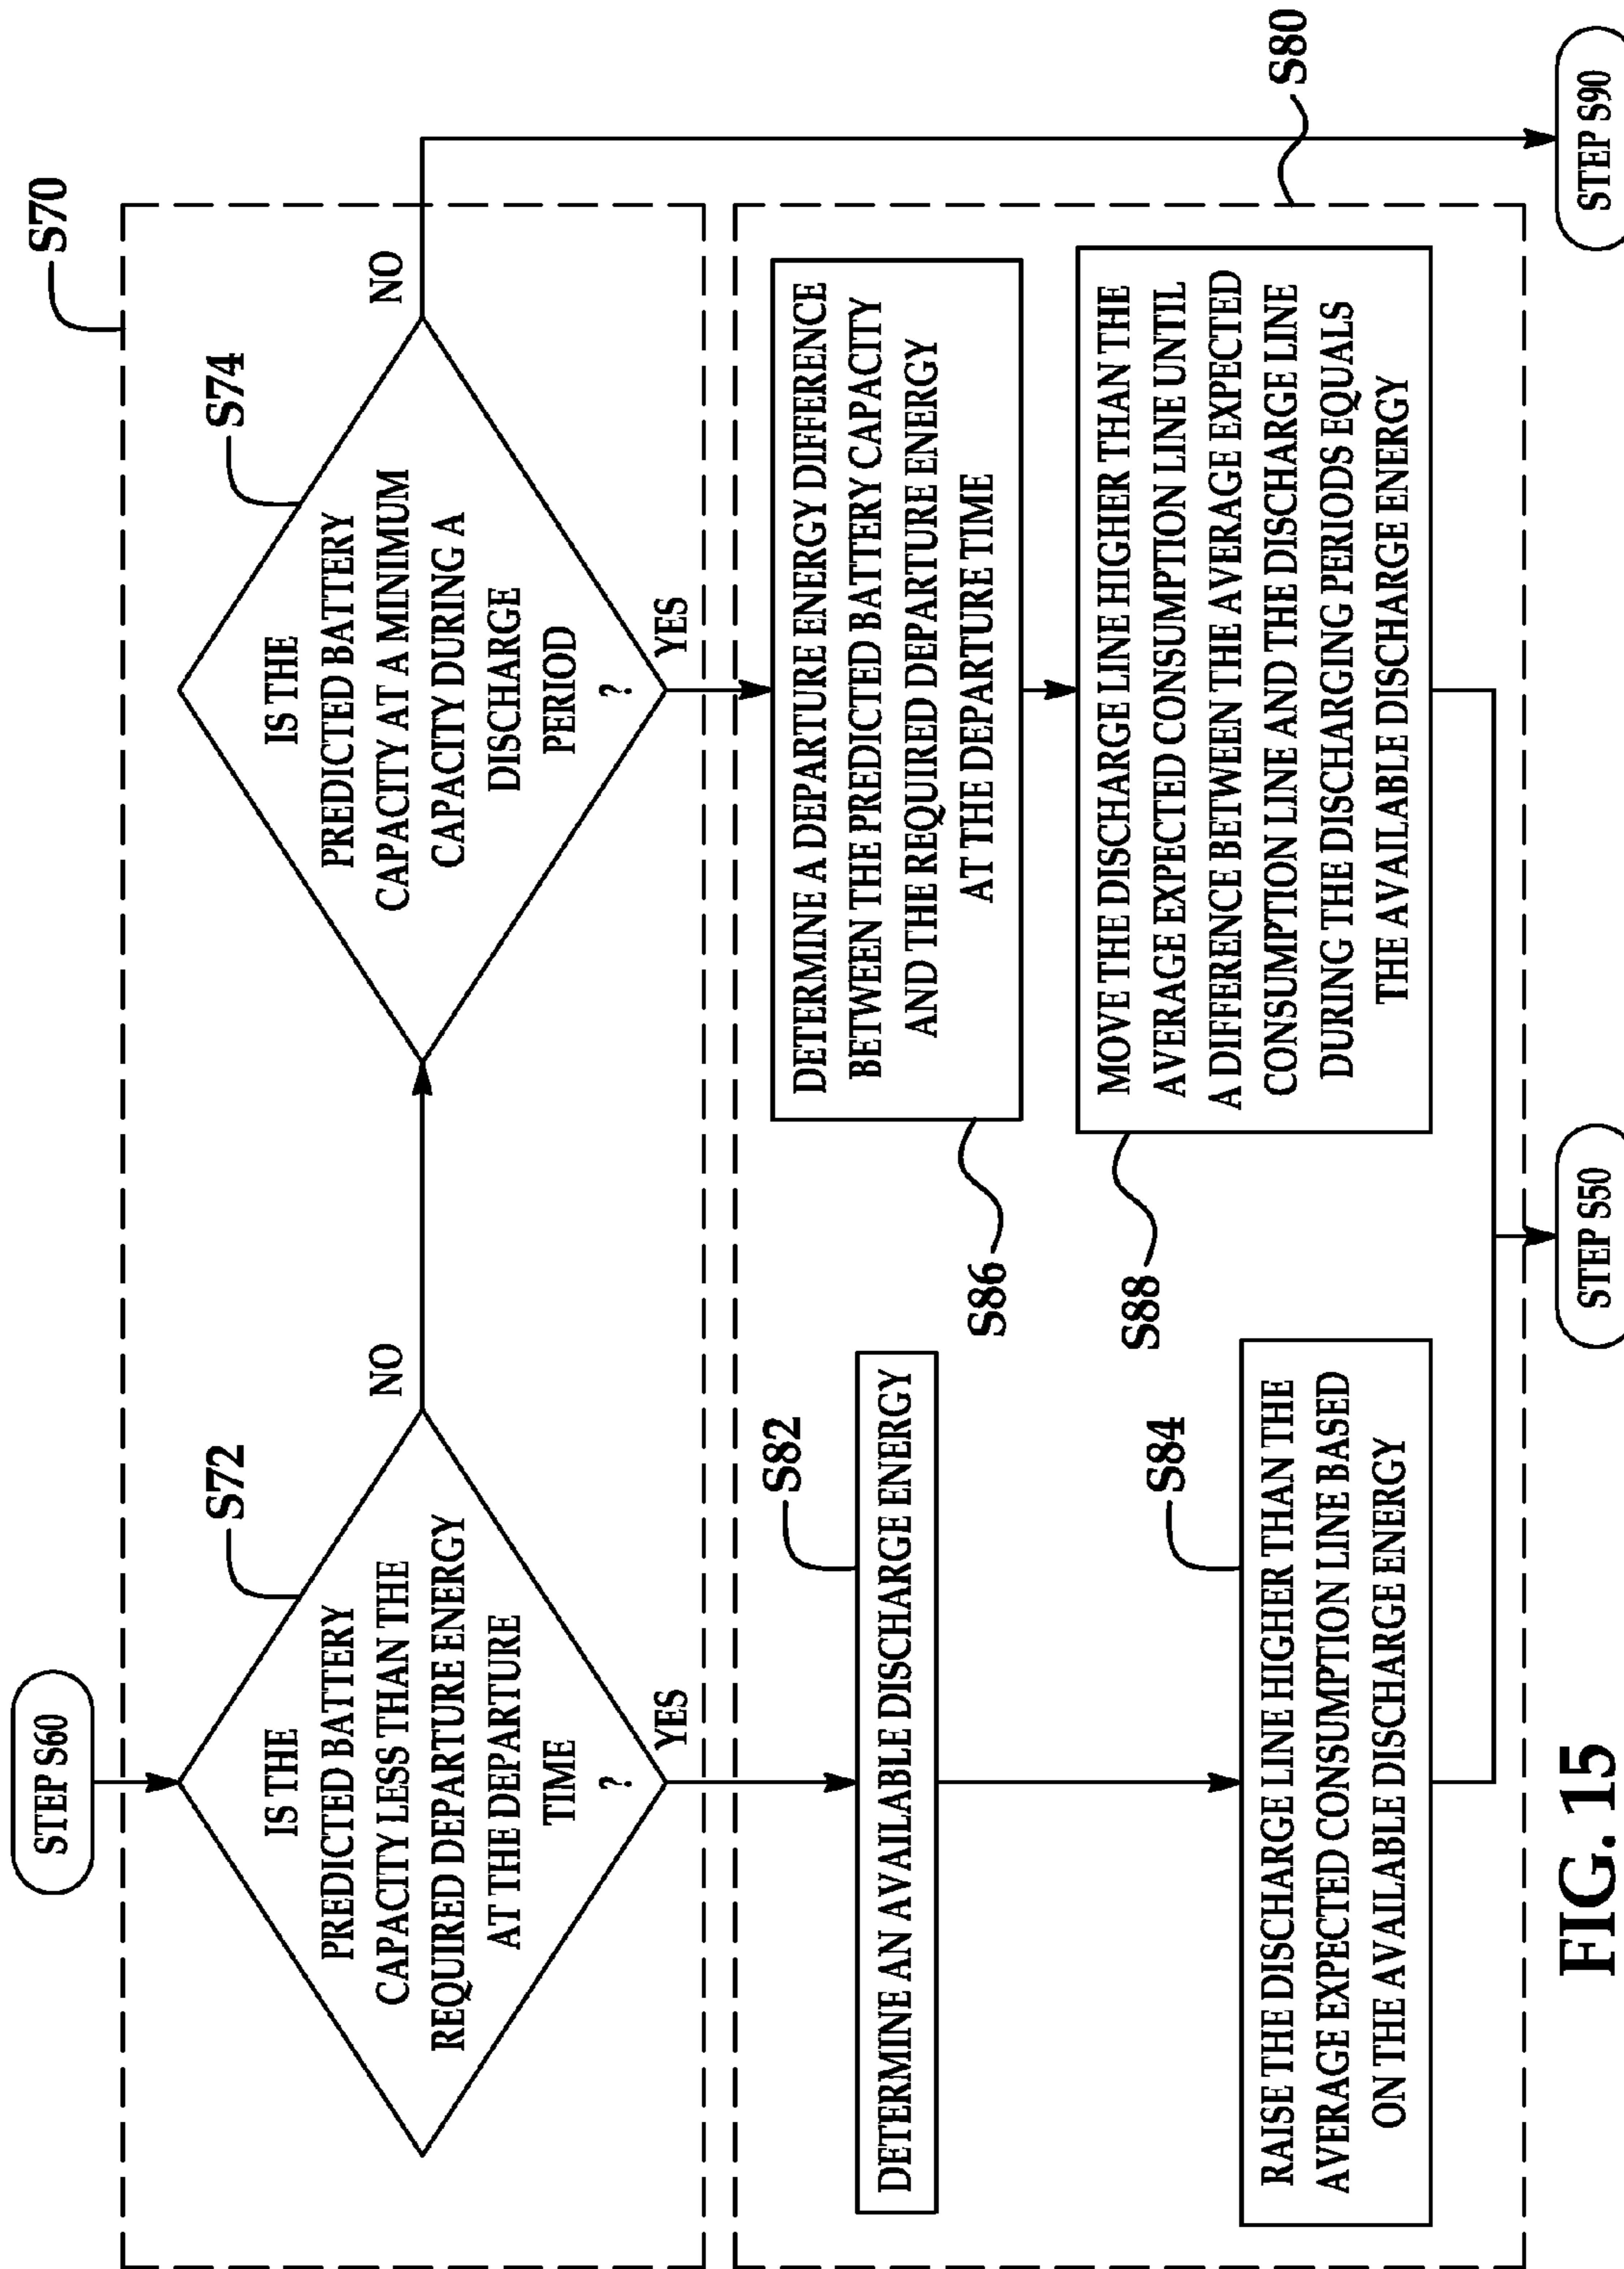 STEP S60
S70
S72
IS THE
PREDICTED BATTERY
CAPACITY LESS THAN THE
REQUIRED DEPARTURE ENERGY
AT THE DEPARTURE
TIME
?
NO
YES
S74
IS THE
PREDICTED BATTERY
CAPACITY AT A MINIMUM
CAPACITY DURING A
DISCHARGE
PERIOD
?
NO
YES
S80
S82
DETERMINE AN AVAILABLE DISCHARGE ENERGY
S84
RAISE THE DISCHARGE LINE HIGHER THAN THE
AVERAGE EXPECTED CONSUMPTION LINE BASED
ON THE AVAILABLE DISCHARGE ENERGY
S86
DETERMINE A DEPARTURE ENERGY DIFFERENCE
BETWEEN THE PREDICTED BATTERY CAPACITY
AND THE REQUIRED DEPARTURE ENERGY
AT THE DEPARTURE TIME
S88
MOVE THE DISCHARGE LINE HIGHER THAN THE
AVERAGE EXPECTED CONSUMPTION LINE UNTIL
A DIFFERENCE BETWEEN THE AVERAGE EXPECTED
CONSUMPTION LINE AND THE DISCHARGE LINE
DURING THE DISCHARGING PERIODS EQUALS
THE AVAILABLE DISCHARGE ENERGY
STEP S50
STEP S90
FIG. 15